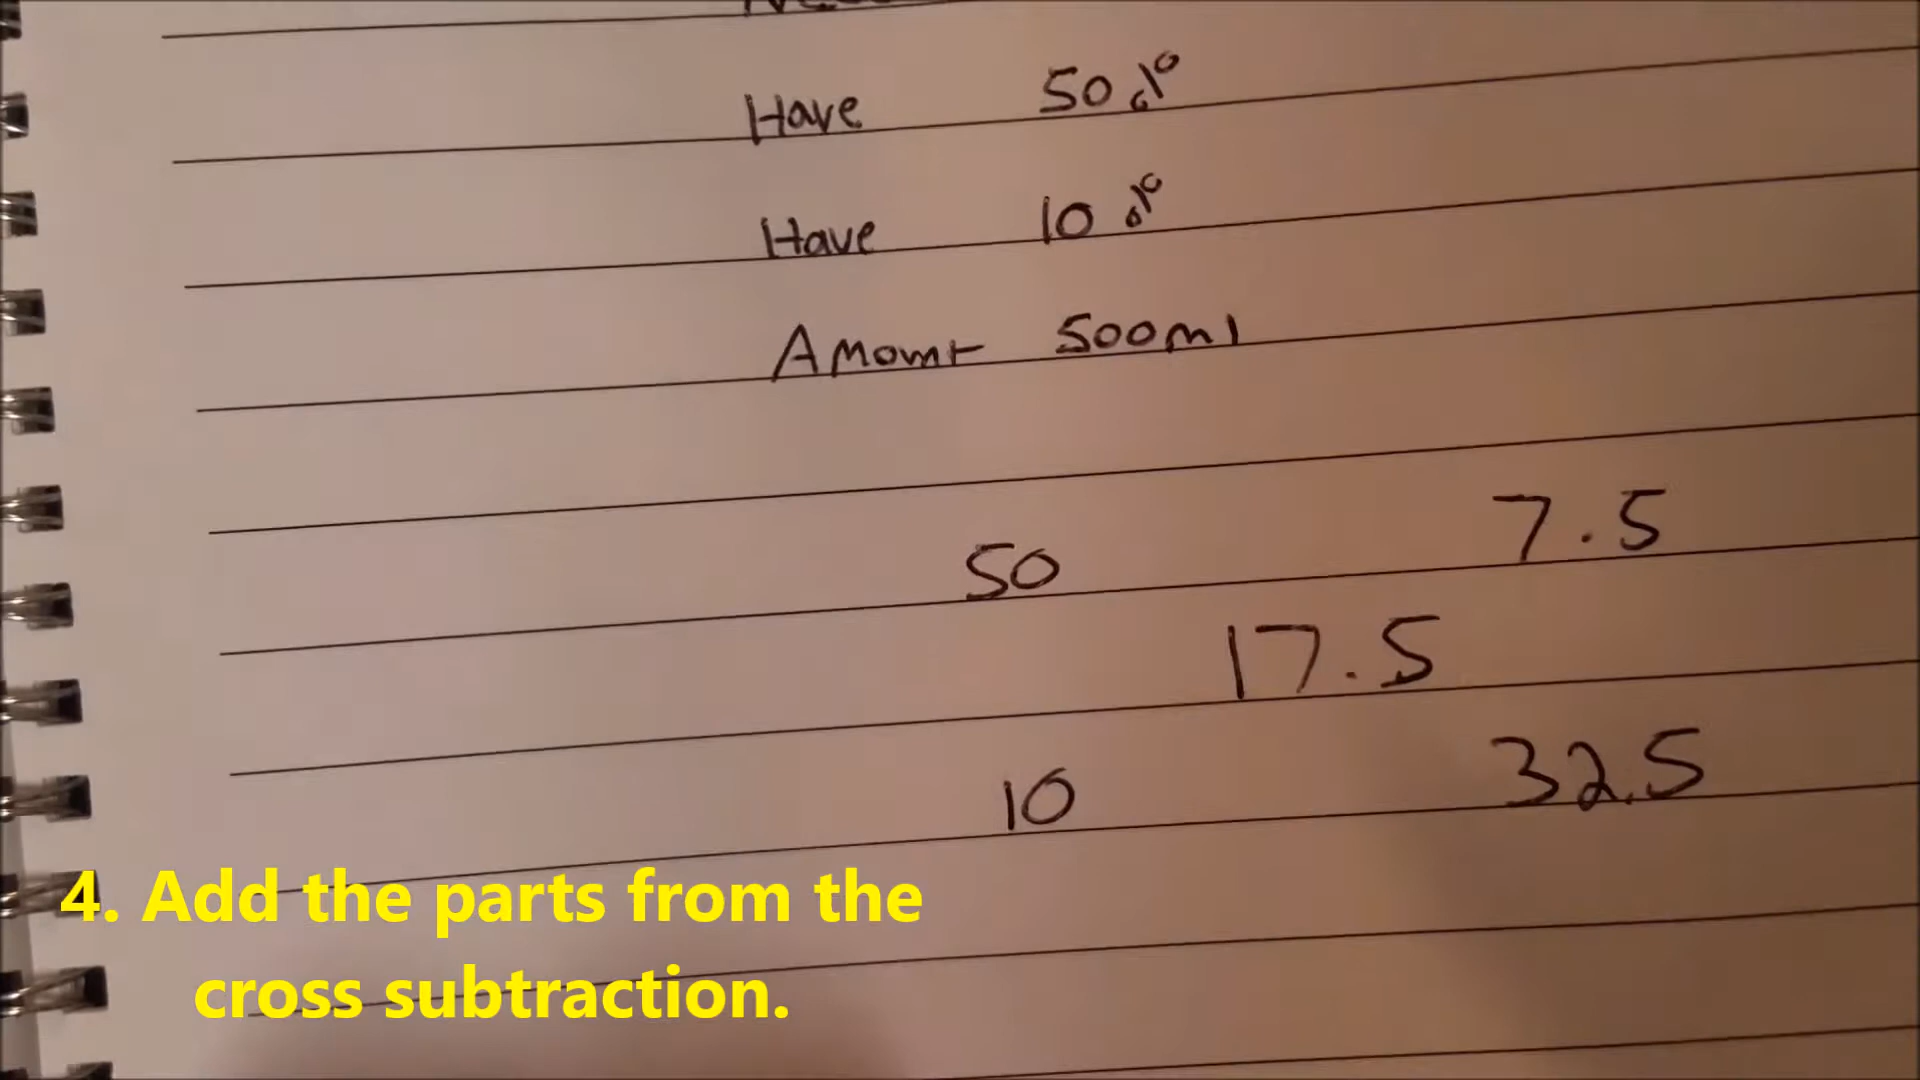 Have 50 %
Have 10 %
Amount 500ml
50 7.5
17.5
10 32.5
4. Add the parts from the
cross subtraction.